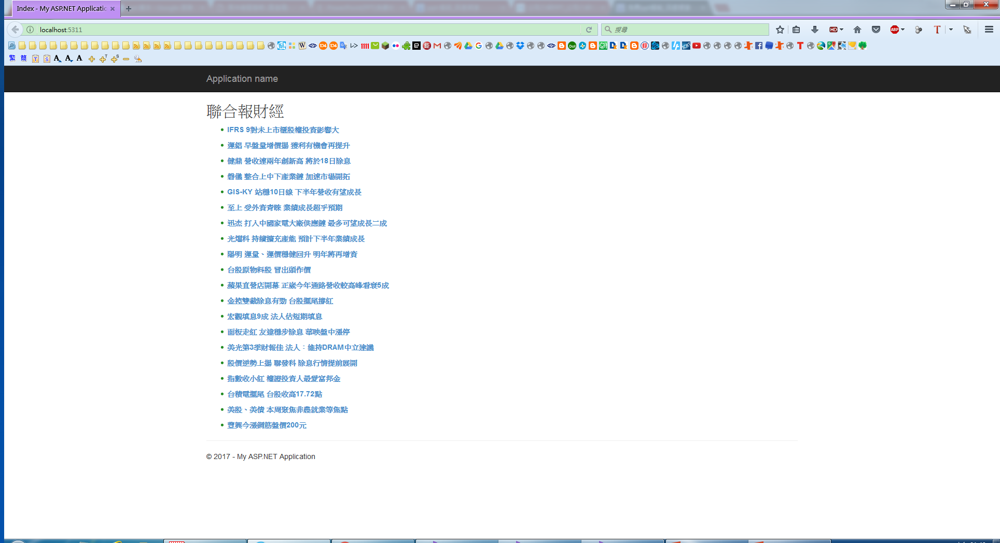 Index - My ASP.NET Applicatic
localhost:5311
搜尋
繁 簡
Application name
聯合報財經
IFRS 9對未上市櫃股權投資影響大
運錩 早盤量增價揚 獲利有機會再提升
健鼎 營收連兩年創新高 將於18日除息
磐儀 整合上中下產業鏈 加速市場開拓
GIS-KY 站穩10日線 下半年營收有望成長
至上 受外資青睞 業績成長超乎預期
迅杰 打入中國家電大廠供應鏈 最多可望成長二成
光燿科 持續擴充產能 預計下半年業績成長
陽明 運量、運價穩健回升 明年將再增資
台股原物料股 冒出頭作價
蘋果直營店開幕 正崴今年通路營收較高峰看衰5成
金控雙截除息有勁 台股擺尾撐紅
宏觀填息9成 法人估短期填息
面板走紅 友達穩步除息 華映盤中漲停
美光第3季財報佳 法人：維持DRAM中立建議
股價逆勢上揚 聯發科 除息行情提前展開
指數收小紅 權證投資人最愛富邦金
台積電擺尾 台股收高17.72點
美股、美債 本周聚焦非農就業等焦點
豐興今漲鋼筋盤價200元
© 2017 - My ASP.NET Application